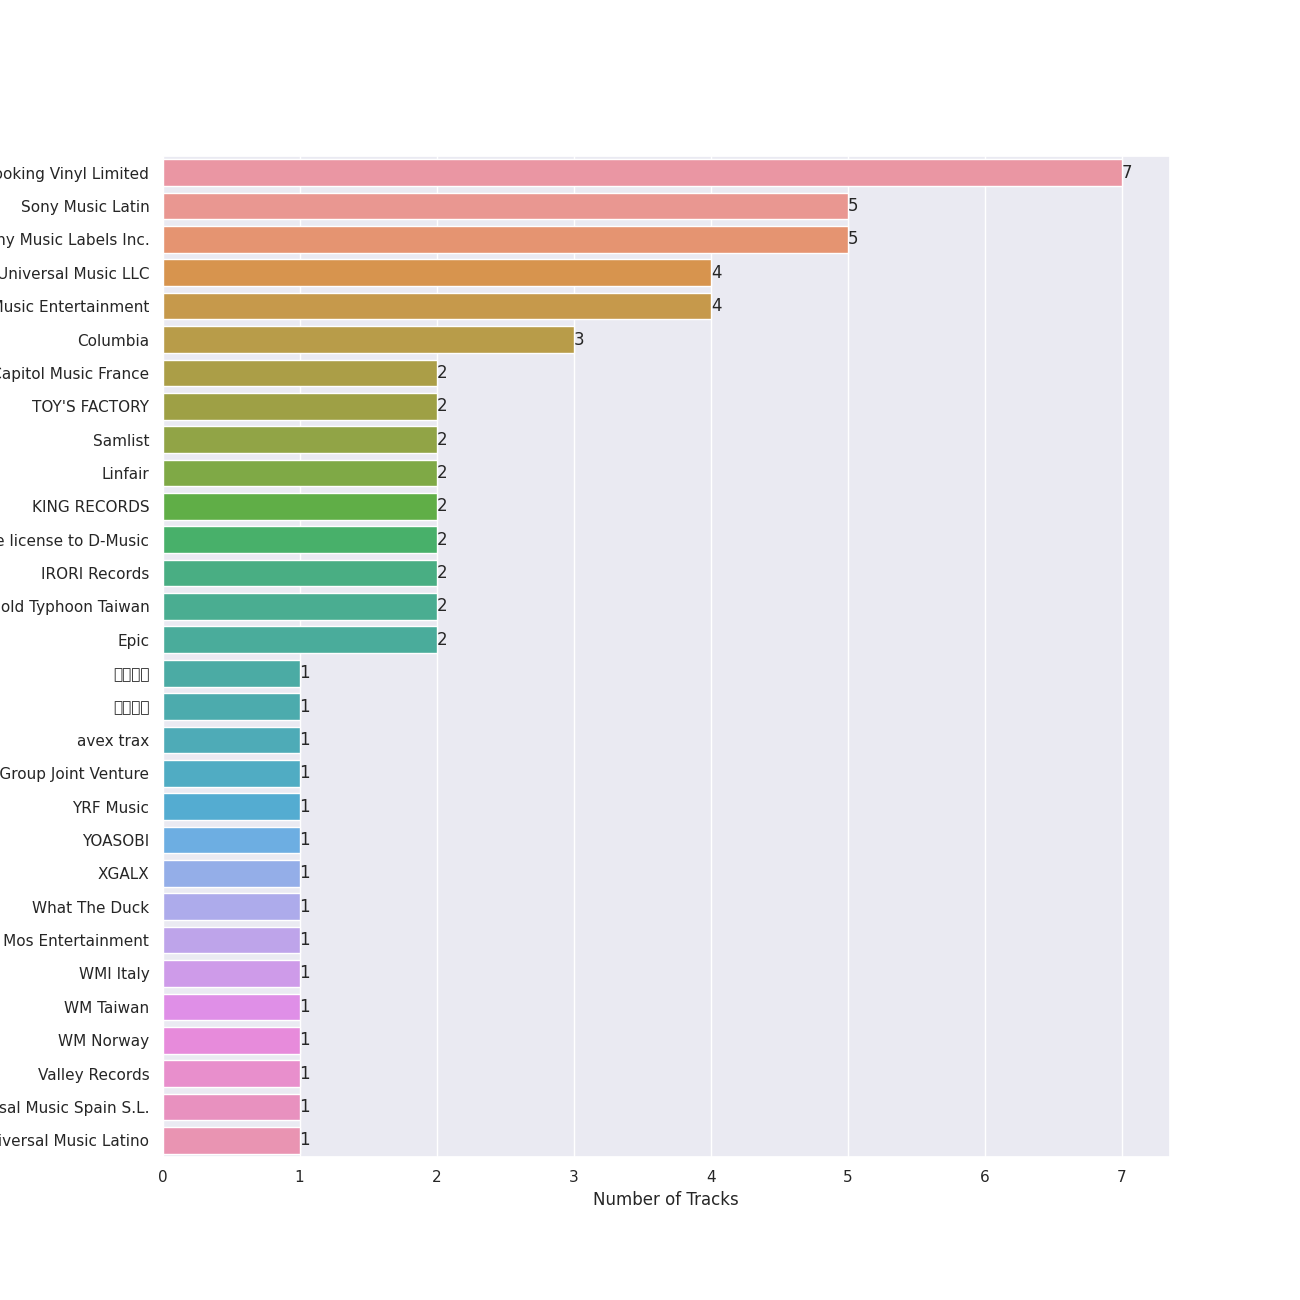 ooking Vinyl Limited 7
Sony Music Latin 5
ny Music Labels Inc. 5
Universal Music LLC 4
Music Entertainment 4
Columbia 3
Capitol Music France 2
TOY'S FACTORY 2
Samlist 2
Linfair 2
KING RECORDS 2
e license to D-Music 2
IRORI Records 2
old Typhoon Taiwan 2
Epic 2
1
1
avex trax 1
Group Joint Venture 1
YRF Music 1
YOASOBI 1
XGALX 1
What The Duck 1
Mos Entertainment 1
WMI Italy 1
WM Taiwan 1
WM Norway 1
Valley Records 1
sal Music Spain S.L. 1
iversal Music Latino 1
0 1 2 3 4 5 6 7
Number of Tracks